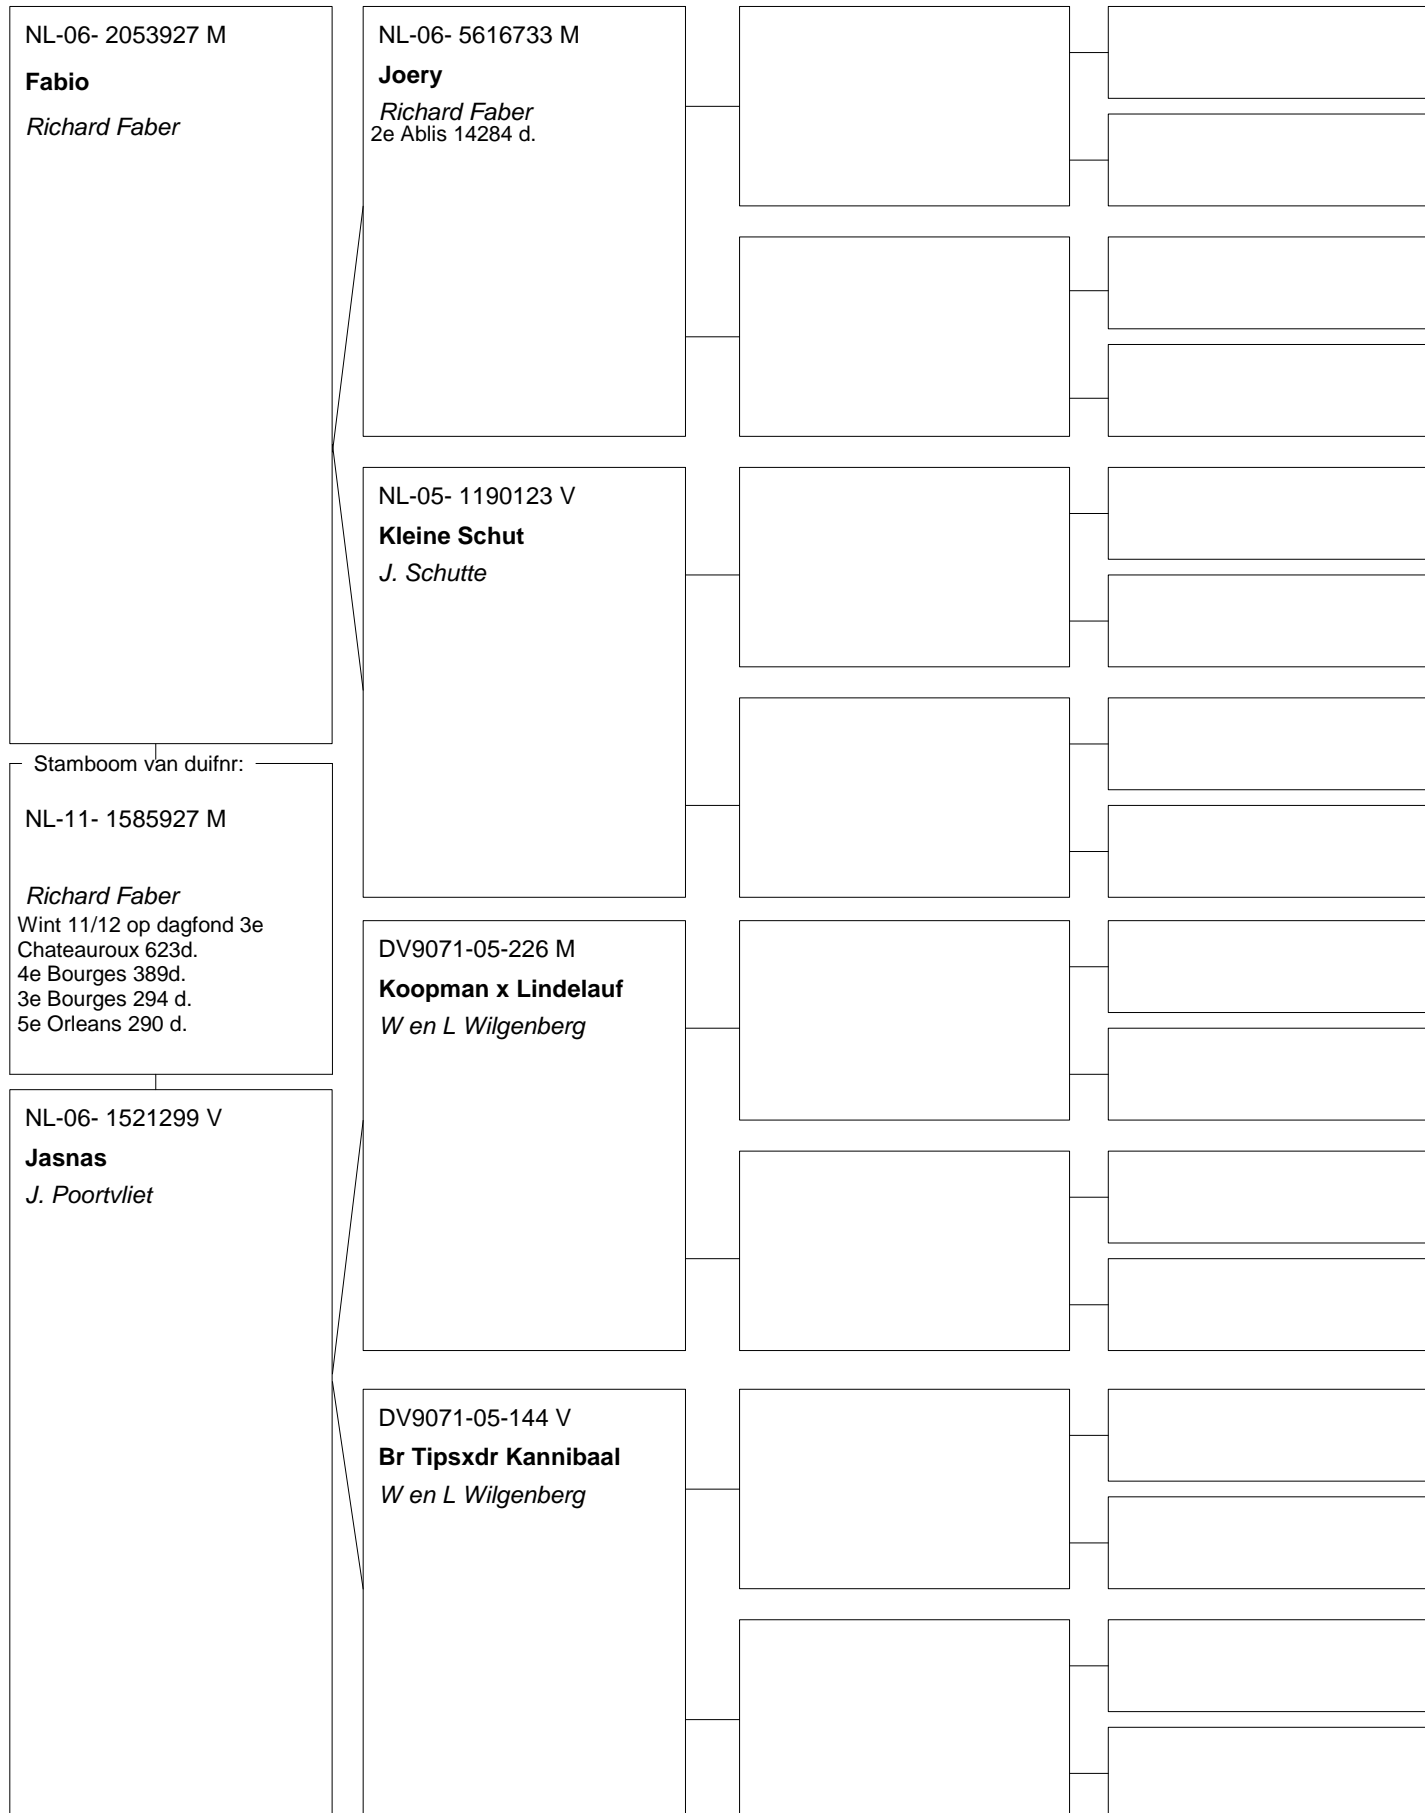 NL-06- 2053927 M
Fabio
Richard Faber
NL-06- 5616733 M
Joery
Richard Faber
2e Ablis 14284 d.
NL-05- 1190123 V
Kleine Schut
J. Schutte
Stamboom van duifnr:
NL-11- 1585927 M
Richard Faber
Wint 11/12 op dagfond 3e
Chateauroux 623d.
4e Bourges 389d.
3e Bourges 294 d.
5e Orleans 290 d.
DV9071-05-226 M
Koopman x Lindelauf
W en L Wilgenberg
NL-06- 1521299 V
Jasnas
J. Poortvliet
DV9071-05-144 V
Br Tipsxdr Kannibaal
W en L Wilgenberg